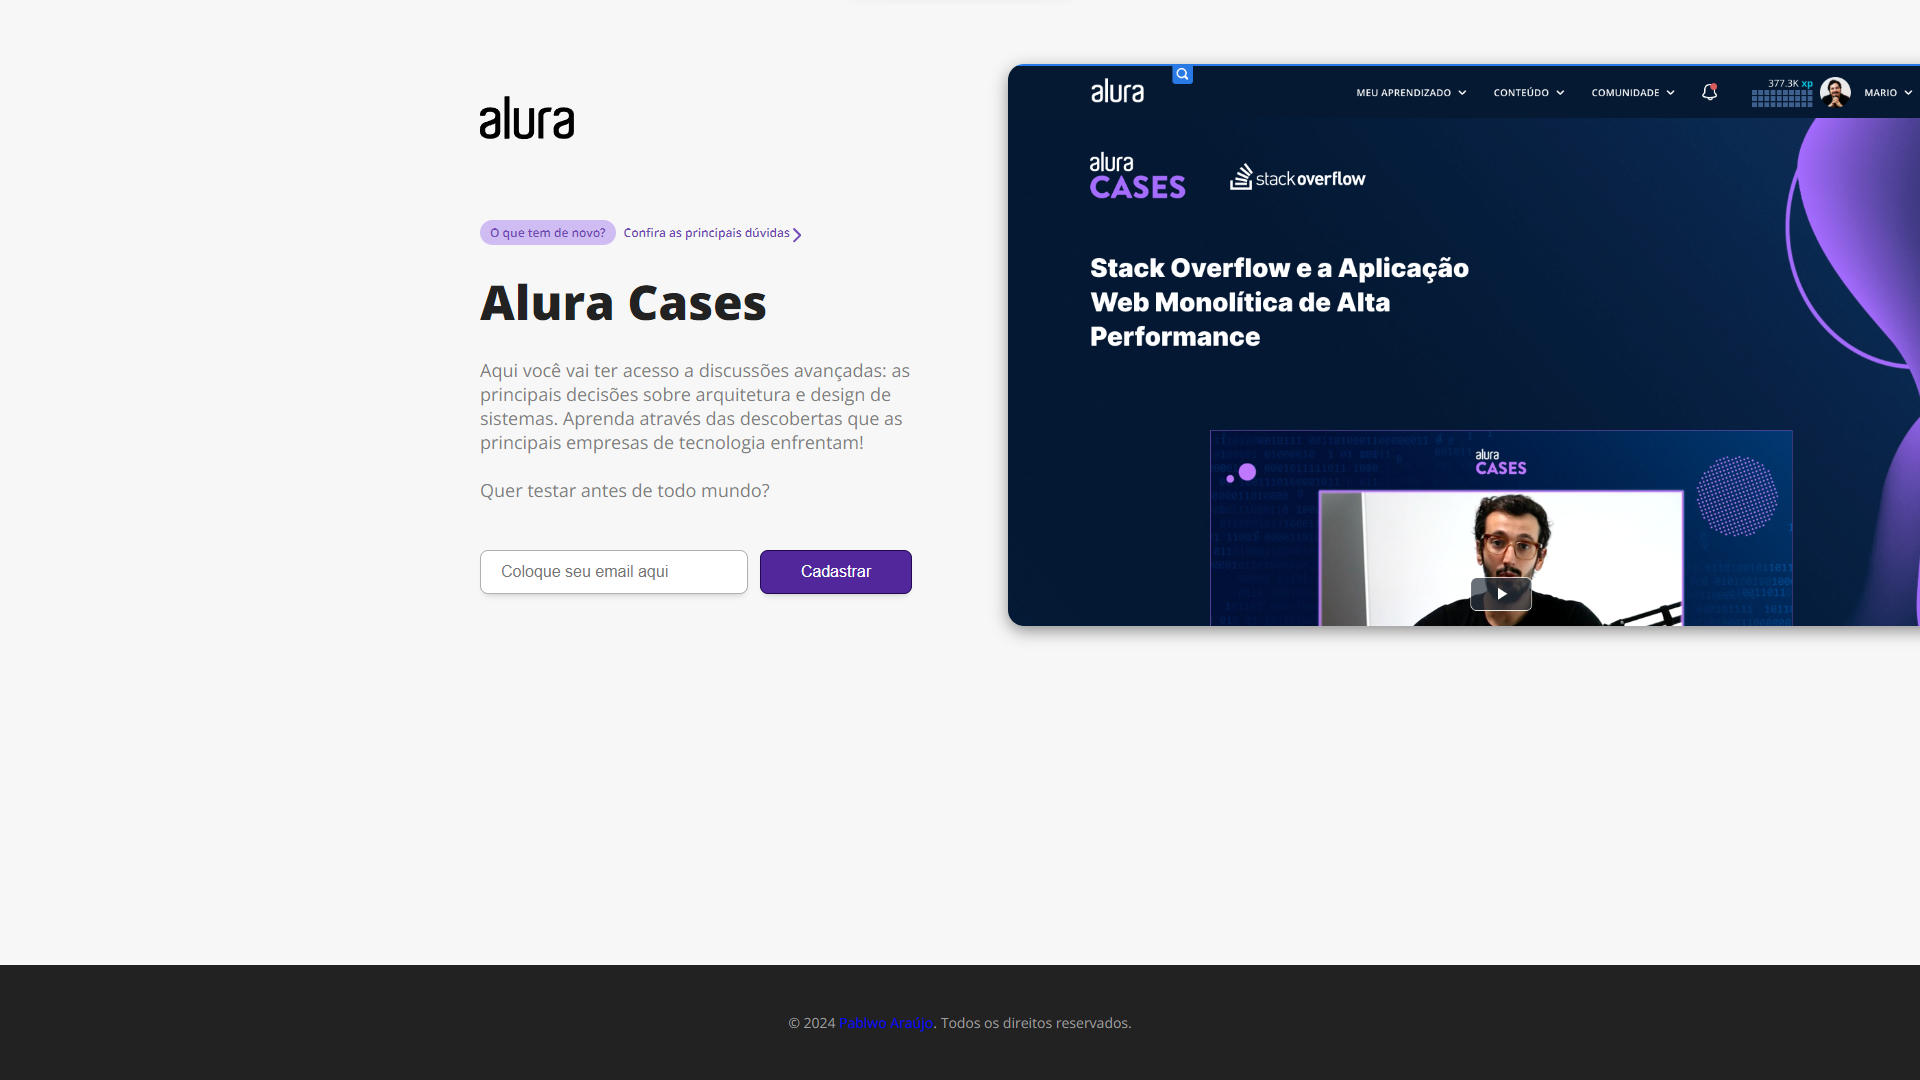 alura
O que tem de novo? Confira as principais dúvidas
Alura Cases
Aqui você vai ter acesso a discussões avançadas: as
principais decisões sobre arquitetura e design de
sistemas. Aprenda através das descobertas que as
principais empresas de tecnologia enfrentam!
Quer testar antes de todo mundo?
Coloque seu email aqui
Cadastrar
alura
MEU APRENDIZADO
CONTEÚDO
COMUNIDADE
377.3K xp
MARIO
alura
CASES
stackoverflow
Stack Overflow e a Aplicação
Web Monolítica de Alta
Performance
alura
CASES
© 2024 Pabiwo Araújo. Todos os direitos reservados.